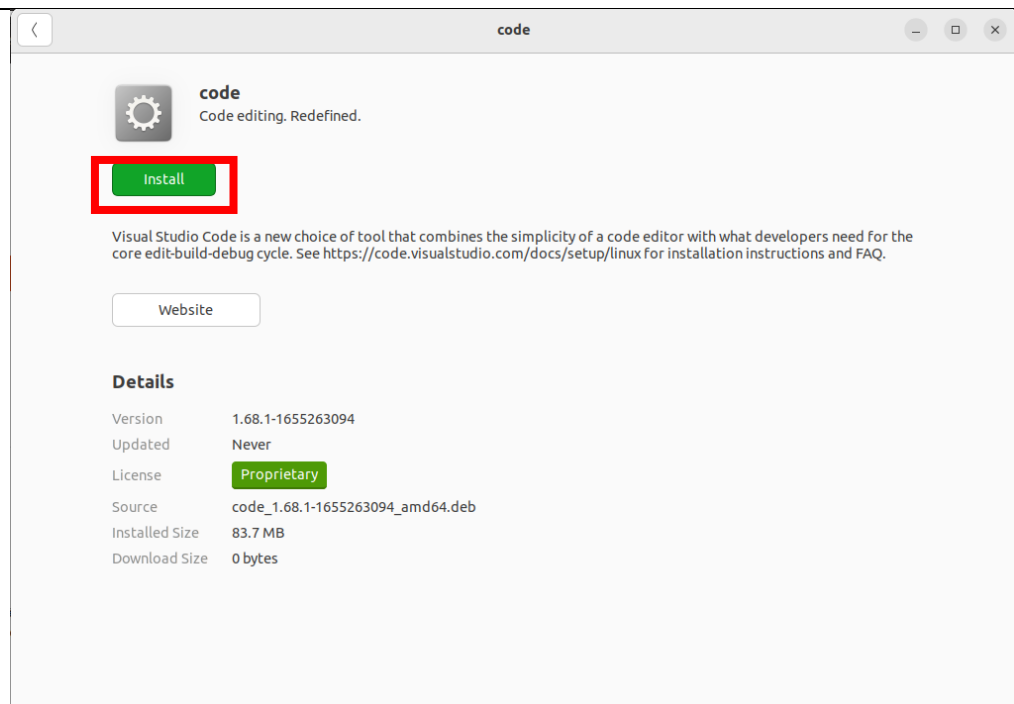 code
code
Code editing. Redefined.
Install
Visual Studio Code is a new choice of tool that combines the simplicity of a code editor with what developers need for the
core edit-build-debug cycle. See https://code.visualstudio.com/docs/setup/linux for installation instructions and FAQ.
Website
Details
Version 1.68.1-1655263094
Updated Never
License Proprietary
Source code_1.68.1-1655263094_amd64.deb
Installed Size 83.7 MB
Download Size 0 bytes